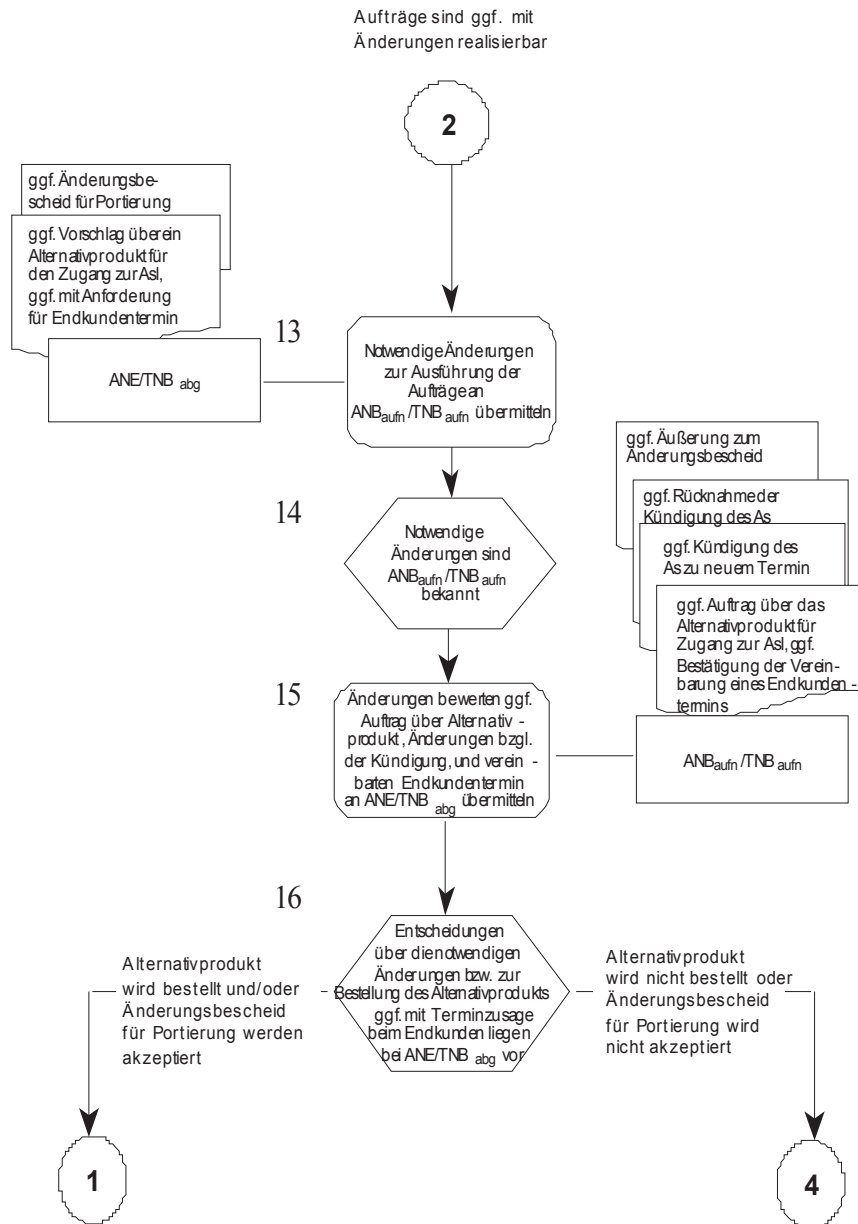 Aufträge sind ggf. mit
Änderungen realisierbar
2
ggf. Änderungsbe-
scheid für Portierung
ggf. Vorschlag über ein
Alternativprodukt für
den Zugang zur Asl,
ggf. mit Anforderung
für Endkundentermin
ANE/TNB abg
13
Notwendige Änderungen
zur Ausführung der
Aufträge an
ANBaufn /TNB aufn übermitteln
14
Notwendige
Änderungen sind
ANBaufn /TNB aufn
bekannt
ggf. Äußerung zum
Änderungsbescheid
ggf. Rücknahme der
Kündigung des As
ggf. Kündigung des
As zu neuem Termin
ggf. Auftrag über das
Alternativprodukt für
Zugang zur Asl, ggf.
Bestätigung der Verein-
barung eines Endkunden -
termins
ANBaufn /TNB aufn
15
Änderungen bewerten ggf.
Auftrag über Alternativ -
produkt, Änderungen bzgl.
der Kündigung, und verein -
barten Endkundentermin
an ANE/TNB abg übermitteln
16
Entscheidungen
über die notwendigen
Änderungen bzw. zur
Bestellung des Alternativprodukts
ggf. mit Terminzusage
beim Endkunden liegen
bei ANE/TNB abg vor
Alternativprodukt
wird bestellt und/oder
Änderungsbescheid
für Portierung werden
akzeptiert
Alternativprodukt
wird nicht bestellt oder
Änderungsbescheid
für Portierung wird
nicht akzeptiert
1
4